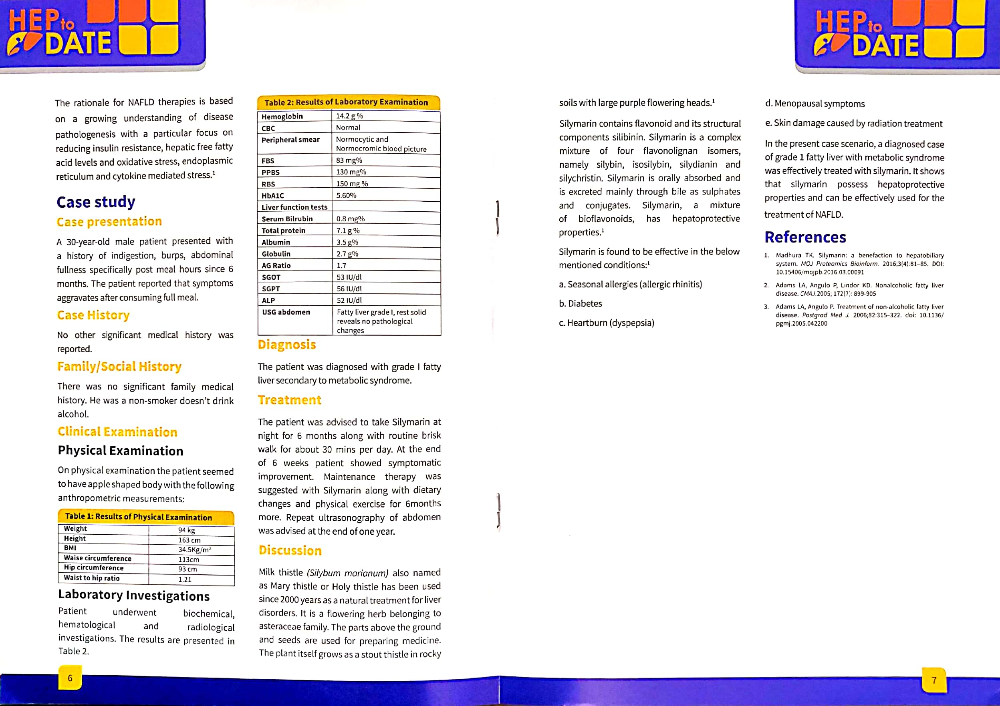 HEP to
DATE
The rationale for NAFLD therapies is based
on a growing understanding of disease
pathogenesis with a particular focus on
reducing insulin resistance, hepatic free fatty
acid levels and oxidative stress, endoplasmic
reticulum and cytokine mediated stress.¹
Case study
Case presentation
A 30-year-old male patient presented with
a history of indigestion, burps, abdominal
fullness specifically post meal hours since 6
months. The patient reported that symptoms
aggravates after consuming full meal.
Case History
No other significant medical history was
reported.
Family/Social History
There was no significant family medical
history. He was a non-smoker doesn't drink
alcohol.
Clinical Examination
Physical Examination
On physical examination the patient seemed
to have apple shaped body with the following
anthropometric measurements:
Table 1: Results of Physical Examination
Weight 94 kg
Height 163 cm
BMI 34.5Kg/m²
Waise circumference 113cm
Hip circumference 93 cm
Waist to hip ratio 1.21
Laboratory Investigations
Patient underwent biochemical,
hematological and radiological
investigations. The results are presented in
Table 2.
6
Table 2: Results of Laboratory Examination
Hemoglobin 14.2 g %
CBC Normal
Peripheral smear Normocytic and
Normocromic blood picture
FBS 83 mg%
PPBS 130 mg%
RBS 150 mg %
HbA1C 5.60%
Liver function tests
Serum Bilrubin 0.8 mg%
Total protein 7.1 g %
Albumin 3.5 g%
Globulin 2.7 g%
AG Ratio 1.7
SGOT 53 IU/dl
SGPT 56 IU/dl
ALP 52 IU/dl
USG abdomen Fatty liver grade I, rest solid
reveals no pathological
changes
Diagnosis
The patient was diagnosed with grade I fatty
liver secondary to metabolic syndrome.
Treatment
The patient was advised to take Silymarin at
night for 6 months along with routine brisk
walk for about 30 mins per day. At the end
of 6 weeks patient showed symptomatic
improvement. Maintenance therapy was
suggested with Silymarin along with dietary
changes and physical exercise for 6months
more. Repeat ultrasonography of abdomen
was advised at the end of one year.
Discussion
Milk thistle (Silybum marianum) also named
as Mary thistle or Holy thistle has been used
since 2000 years as a natural treatment for liver
disorders. It is a flowering herb belonging to
asteraceae family. The parts above the ground
and seeds are used for preparing medicine.
The plant itself grows as a stout thistle in rocky
HEP to
DATE
soils with large purple flowering heads.¹
Silymarin contains flavonoid and its structural
components silibinin. Silymarin is a complex
mixture of four flavonolignan isomers,
namely silybin, isosilybin, silydianin and
silychristin. Silymarin is orally absorbed and
is excreted mainly through bile as sulphates
and conjugates. Silymarin, a mixture
of bioflavonoids, has hepatoprotective
properties.¹
Silymarin is found to be effective in the below
mentioned conditions:¹
a. Seasonal allergies (allergic rhinitis)
b. Diabetes
c. Heartburn (dyspepsia)
d. Menopausal symptoms
e. Skin damage caused by radiation treatment
In the present case scenario, a diagnosed case
of grade 1 fatty liver with metabolic syndrome
was effectively treated with silymarin. It shows
that silymarin possess hepatoprotective
properties and can be effectively used for the
treatment of NAFLD.
References
1. Madhura TK. Silymarin: a benefaction to hepatobiliary
system. MOJ Proteomics Bioinform. 2016;3(4):81–85. DOI:
10.15406/mojpb.2016.03.00091
2. Adams LA, Angulo P, Lindor KD. Nonalcoholic fatty liver
disease. CMAJ.2005; 172(7): 899-905
3. Adams LA, Angulo P. Treatment of non-alcoholic fatty liver
disease. Postgrad Med J. 2006;82:315–322. doi: 10.1136/
pgmj.2005.042200
7